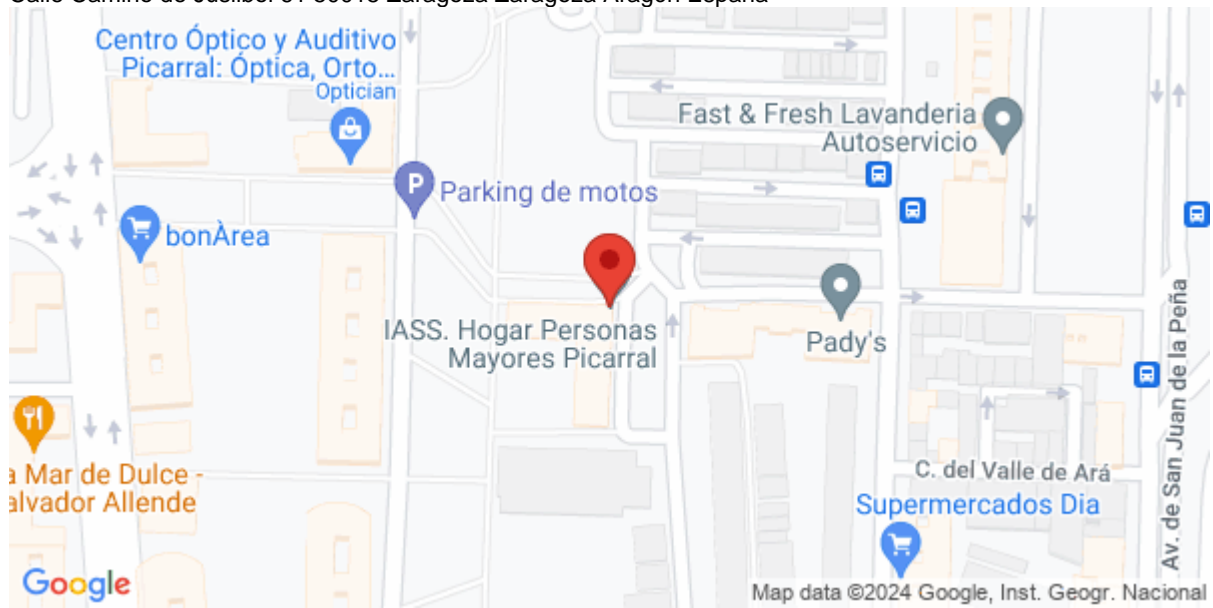 Centro Óptico y Auditivo
Picarral: Óptica, Orto...
Optician
Fast & Fresh Lavanderia
Autoservicio
P
Parking de motos
bonÀrea
IASS. Hogar Personas
Mayores Picarral
Pady's
Av. de San Juan de la Peña
a Mar de Dulce -
alvador Allende
C. del Valle de Ará
Supermercados Dia
Google
Map data ©2024 Google, Inst. Geogr. Nacional